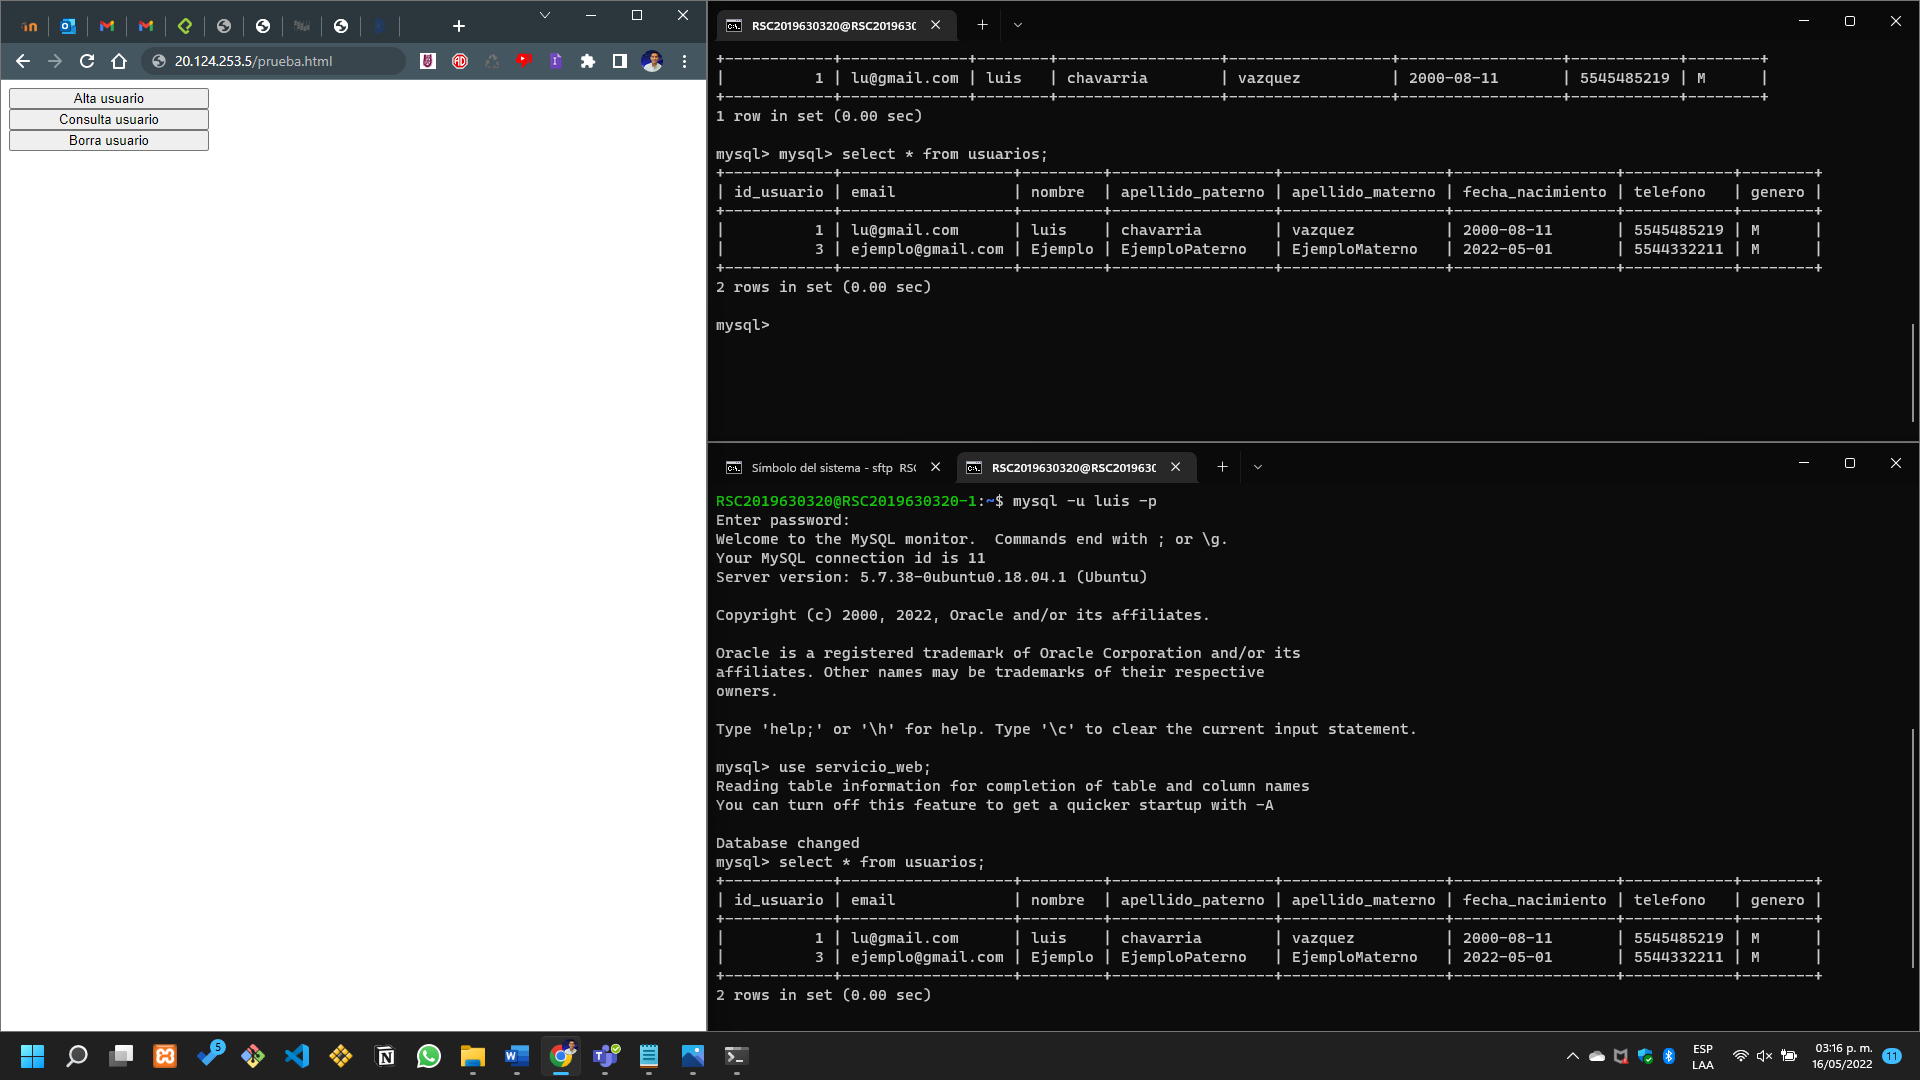 20.124.253.5/prueba.html
Alta usuario
Consulta usuario
Borra usuario
RSC2019630320@RSC201963C
+------------+--------------+--------+------------------+------------------+------------------+------------+--------+
|          1 | lu@gmail.com | luis   | chavarria        | vazquez          | 2000-08-11       | 5545485219 | M      |
+------------+--------------+--------+------------------+------------------+------------------+------------+--------+
1 row in set (0.00 sec)
mysql> mysql> select * from usuarios;
+------------+-------------------+---------+------------------+------------------+------------------+------------+--------+
| id_usuario | email             | nombre  | apellido_paterno | apellido_materno | fecha_nacimiento | telefono   | genero |
+------------+-------------------+---------+------------------+------------------+------------------+------------+--------+
|          1 | lu@gmail.com      | luis    | chavarria        | vazquez          | 2000-08-11       | 5545485219 | M      |
|          3 | ejemplo@gmail.com | Ejemplo | EjemploPaterno   | EjemploMaterno   | 2022-05-01       | 5544332211 | M      |
+------------+-------------------+---------+------------------+------------------+------------------+------------+--------+
2 rows in set (0.00 sec)
mysql>
Símbolo del sistema - sftp RSC
RSC2019630320@RSC201963C
RSC2019630320@RSC2019630320-1:~$ mysql -u luis -p
Enter password:
Welcome to the MySQL monitor.  Commands end with ; or \g.
Your MySQL connection id is 11
Server version: 5.7.38-0ubuntu0.18.04.1 (Ubuntu)
Copyright (c) 2000, 2022, Oracle and/or its affiliates.
Oracle is a registered trademark of Oracle Corporation and/or its
affiliates. Other names may be trademarks of their respective
owners.
Type 'help;' or '\h' for help. Type '\c' to clear the current input statement.
mysql> use servicio_web;
Reading table information for completion of table and column names
You can turn off this feature to get a quicker startup with -A
Database changed
mysql> select * from usuarios;
+------------+-------------------+---------+------------------+------------------+------------------+------------+--------+
| id_usuario | email             | nombre  | apellido_paterno | apellido_materno | fecha_nacimiento | telefono   | genero |
+------------+-------------------+---------+------------------+------------------+------------------+------------+--------+
|          1 | lu@gmail.com      | luis    | chavarria        | vazquez          | 2000-08-11       | 5545485219 | M      |
|          3 | ejemplo@gmail.com | Ejemplo | EjemploPaterno   | EjemploMaterno   | 2022-05-01       | 5544332211 | M      |
+------------+-------------------+---------+------------------+------------------+------------------+------------+--------+
2 rows in set (0.00 sec)
5
ESP
LAA
03:16 p. m.
16/05/2022
11